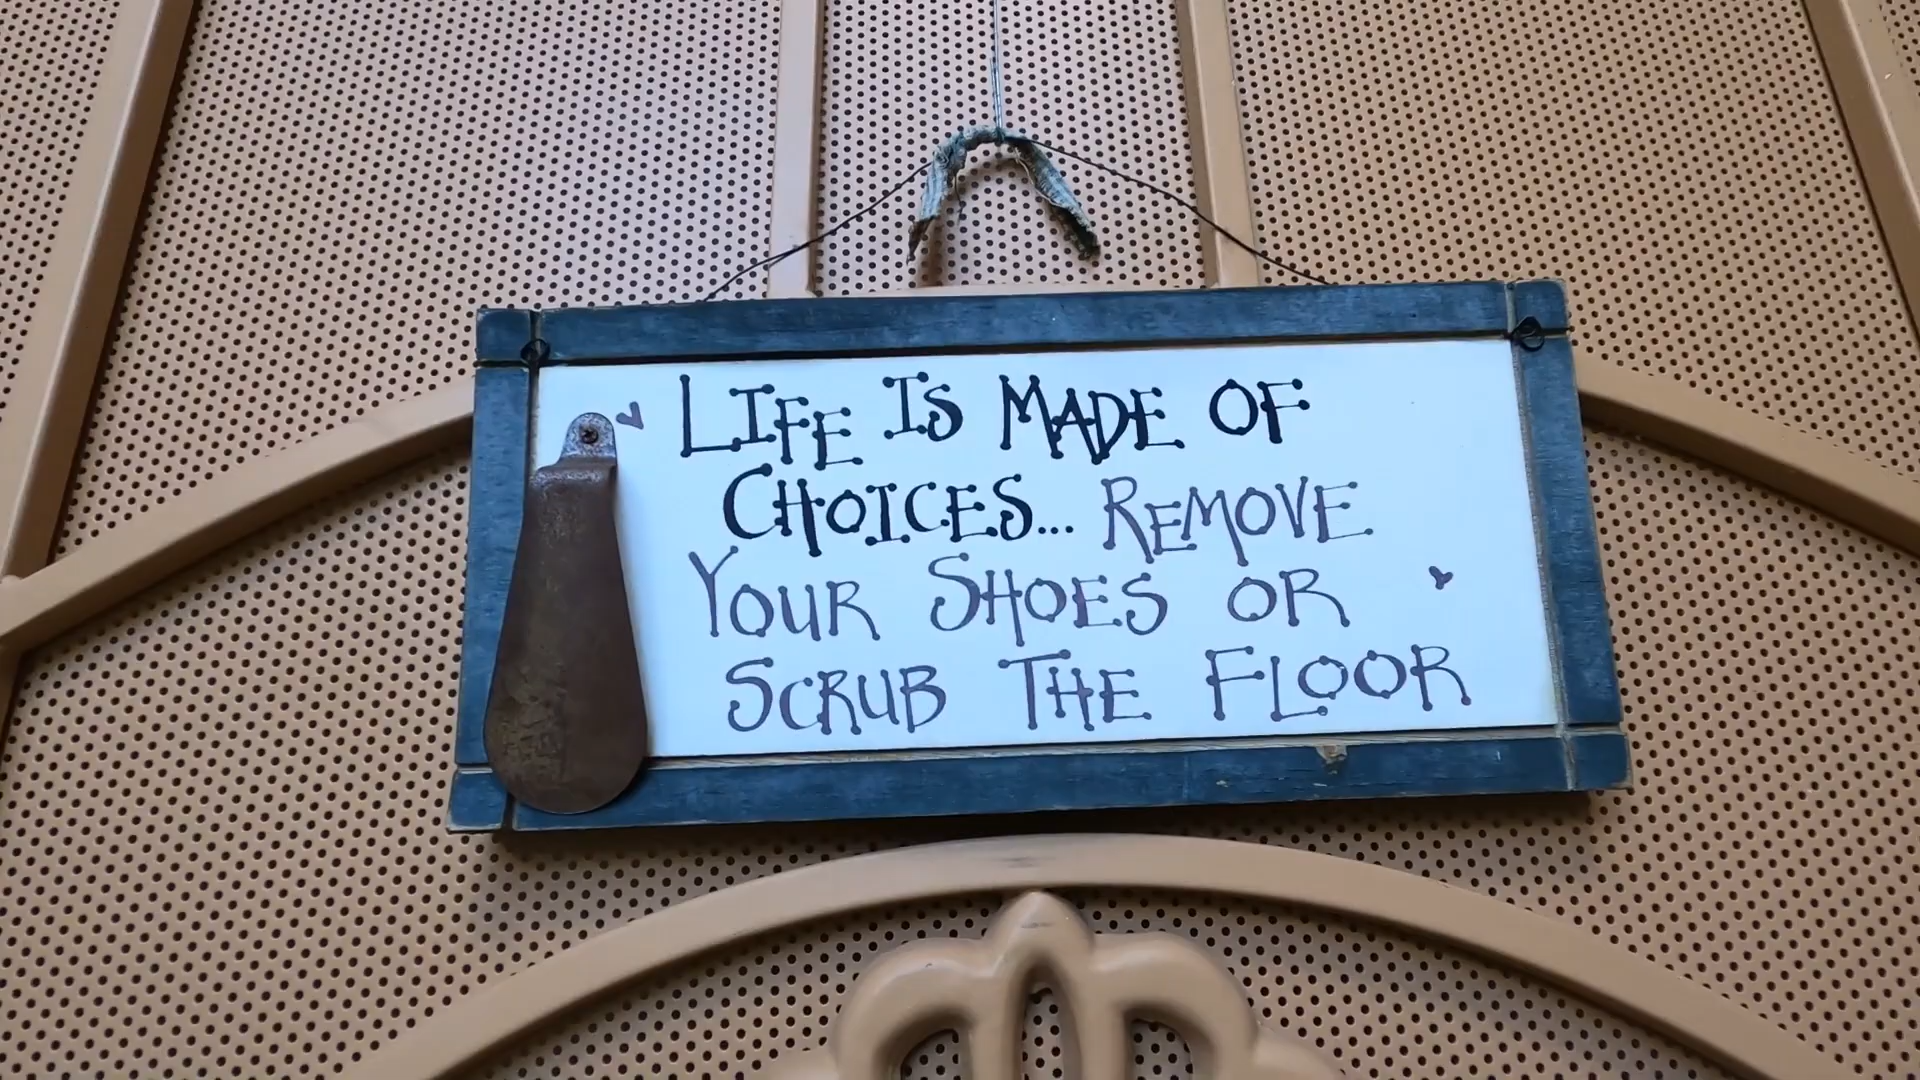 LIFE IS MADE OF
CHOICES... REMOVE
YOUR SHOES OR
SCRUB THE FLOOR